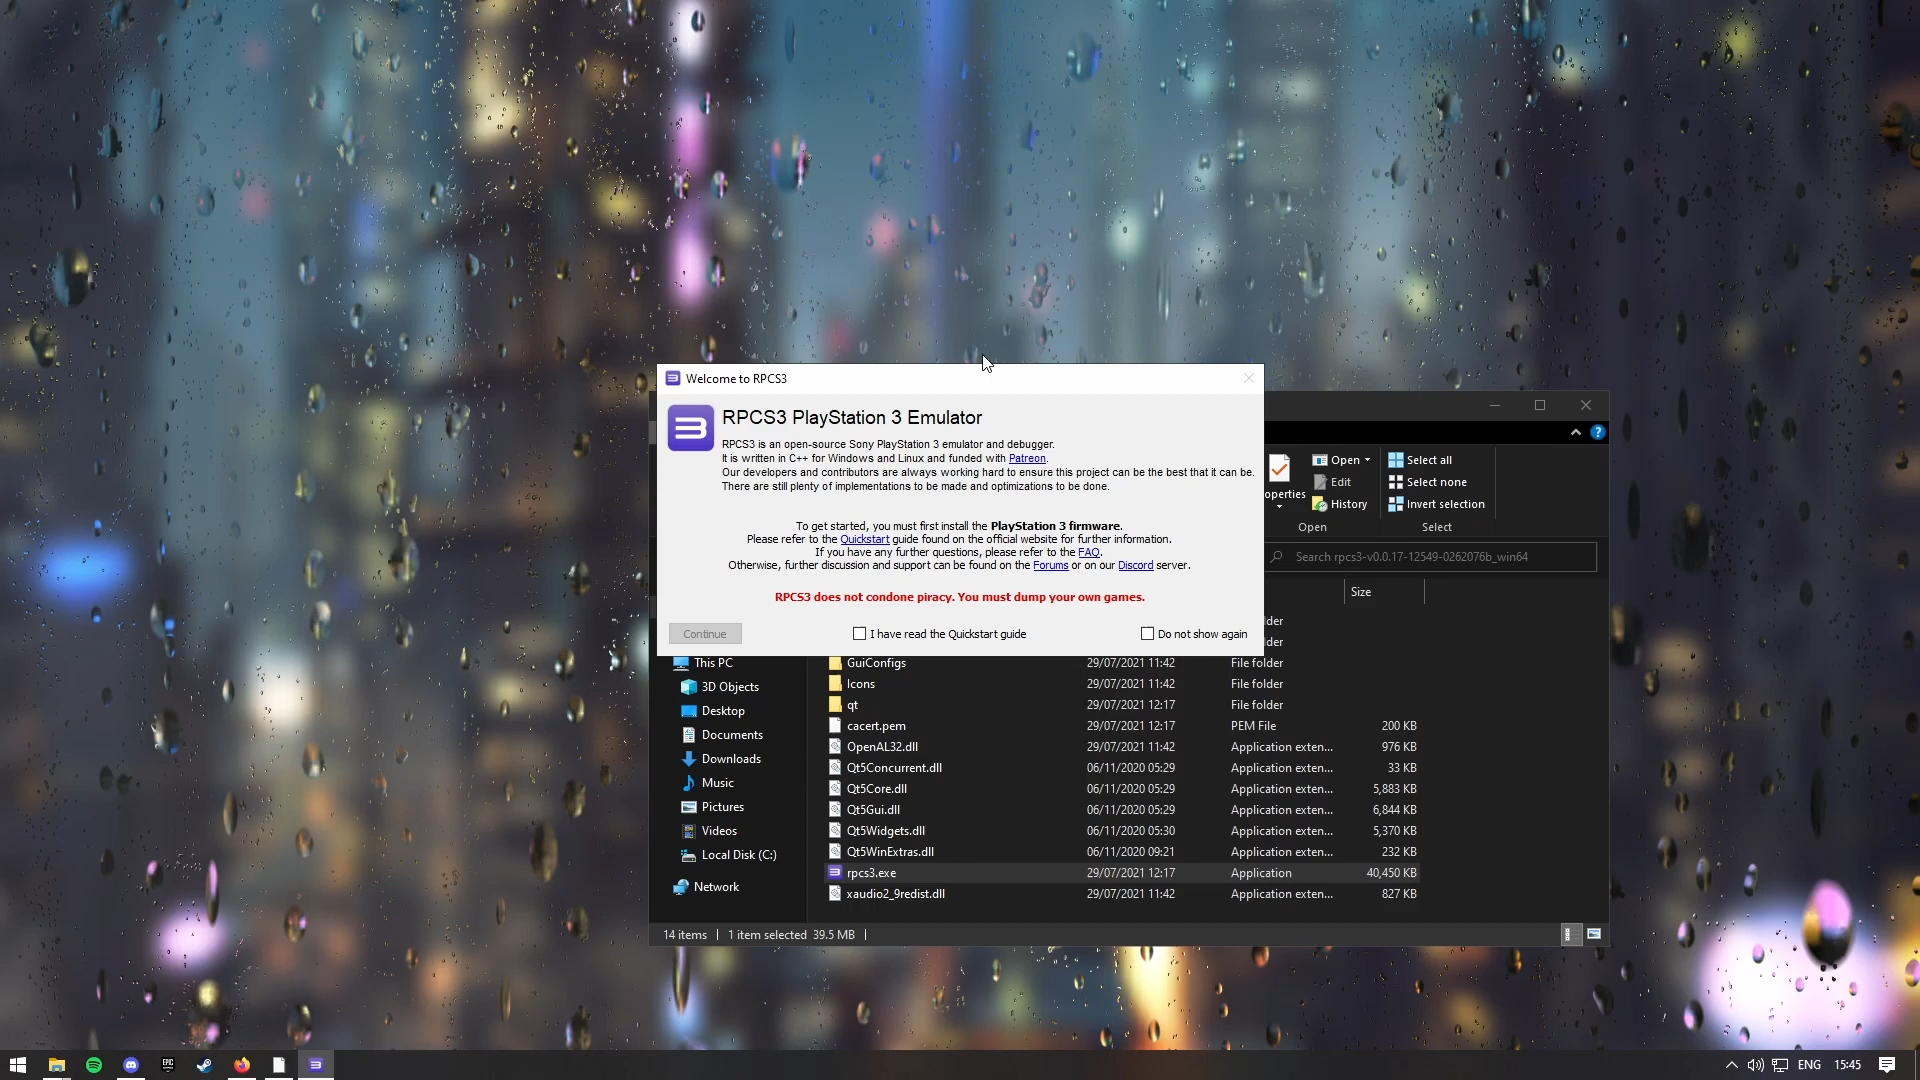 Welcome to RPCS3
RPCS3 PlayStation 3 Emulator
RPCS3 is an open-source Sony PlayStation 3 emulator and debugger.
It is written in C++ for Windows and Linux and funded with Patreon.
Our developers and contributors are always working hard to ensure this project can be the best that it can be.
There are still plenty of implementations to be made and optimizations to be done.
To get started, you must first install the PlayStation 3 firmware.
Please refer to the Quickstart guide found on the official website for further information.
If you have any further questions, please refer to the FAQ.
Otherwise, further discussion and support can be found on the Forums or on our Discord server.
RPCS3 does not condone piracy. You must dump your own games.
Continue
I have read the Quickstart guide
Do not show again
operties
Open
Edit
History
Open
Select all
Select none
Invert selection
Select
Search rpcs3-v0.0.17-12549-0262076b_win64
Size
lder
lder
This PC
3D Objects
Desktop
Documents
Downloads
Music
Pictures
Videos
Local Disk (C:)
Network
GuiConfigs 29/07/2021 11:42 File folder
Icons 29/07/2021 11:42 File folder
qt 29/07/2021 12:17 File folder
cacert.pem 29/07/2021 12:17 PEM File 200 KB
OpenAL32.dll 29/07/2021 11:42 Application exten... 976 KB
Qt5Concurrent.dll 06/11/2020 05:29 Application exten... 33 KB
Qt5Core.dll 06/11/2020 05:29 Application exten... 5,883 KB
Qt5Gui.dll 06/11/2020 05:29 Application exten... 6,844 KB
Qt5Widgets.dll 06/11/2020 05:30 Application exten... 5,370 KB
Qt5WinExtras.dll 06/11/2020 09:21 Application exten... 232 KB
rpcs3.exe 29/07/2021 12:17 Application 40,450 KB
xaudio2_9redist.dll 29/07/2021 11:42 Application exten... 827 KB
14 items 1 item selected 39.5 MB
EPIC
ENG 15:45